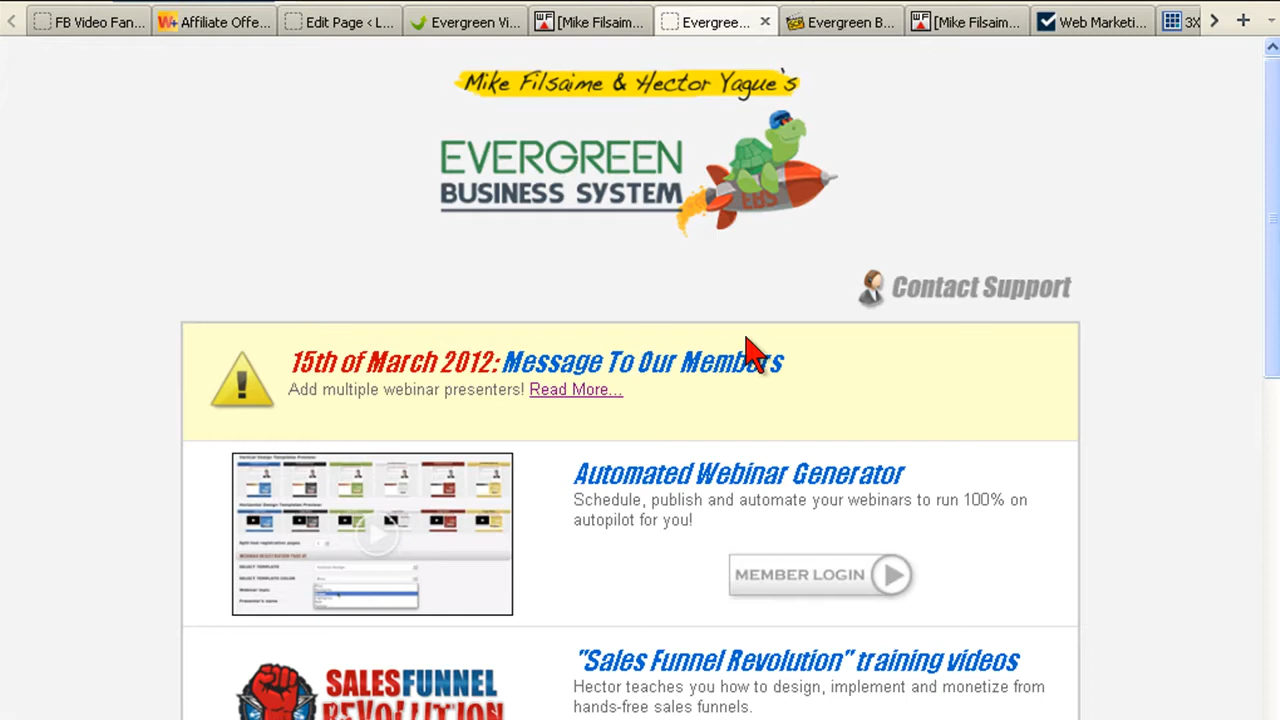 FB Video Fan...
Affiliate Offe...
Edit Page ‹ L...
Evergreen Vi...
[Mike Filsaim...
Evergree...
Evergreen B...
[Mike Filsaim...
Web Marketi...
3X
Mike Filsaime & Hector Yague's
EVERGREEN
BUSINESS SYSTEM
EBS
Contact Support
15th of March 2012: Message To Our Members
Add multiple webinar presenters! Read More...
Automated Webinar Generator
Schedule, publish and automate your webinars to run 100% on
autopilot for you!
MEMBER LOGIN
"Sales Funnel Revolution" training videos
Hector teaches you how to design, implement and monetize from
hands-free sales funnels.
SALESFUNNEL
REVOLUTION